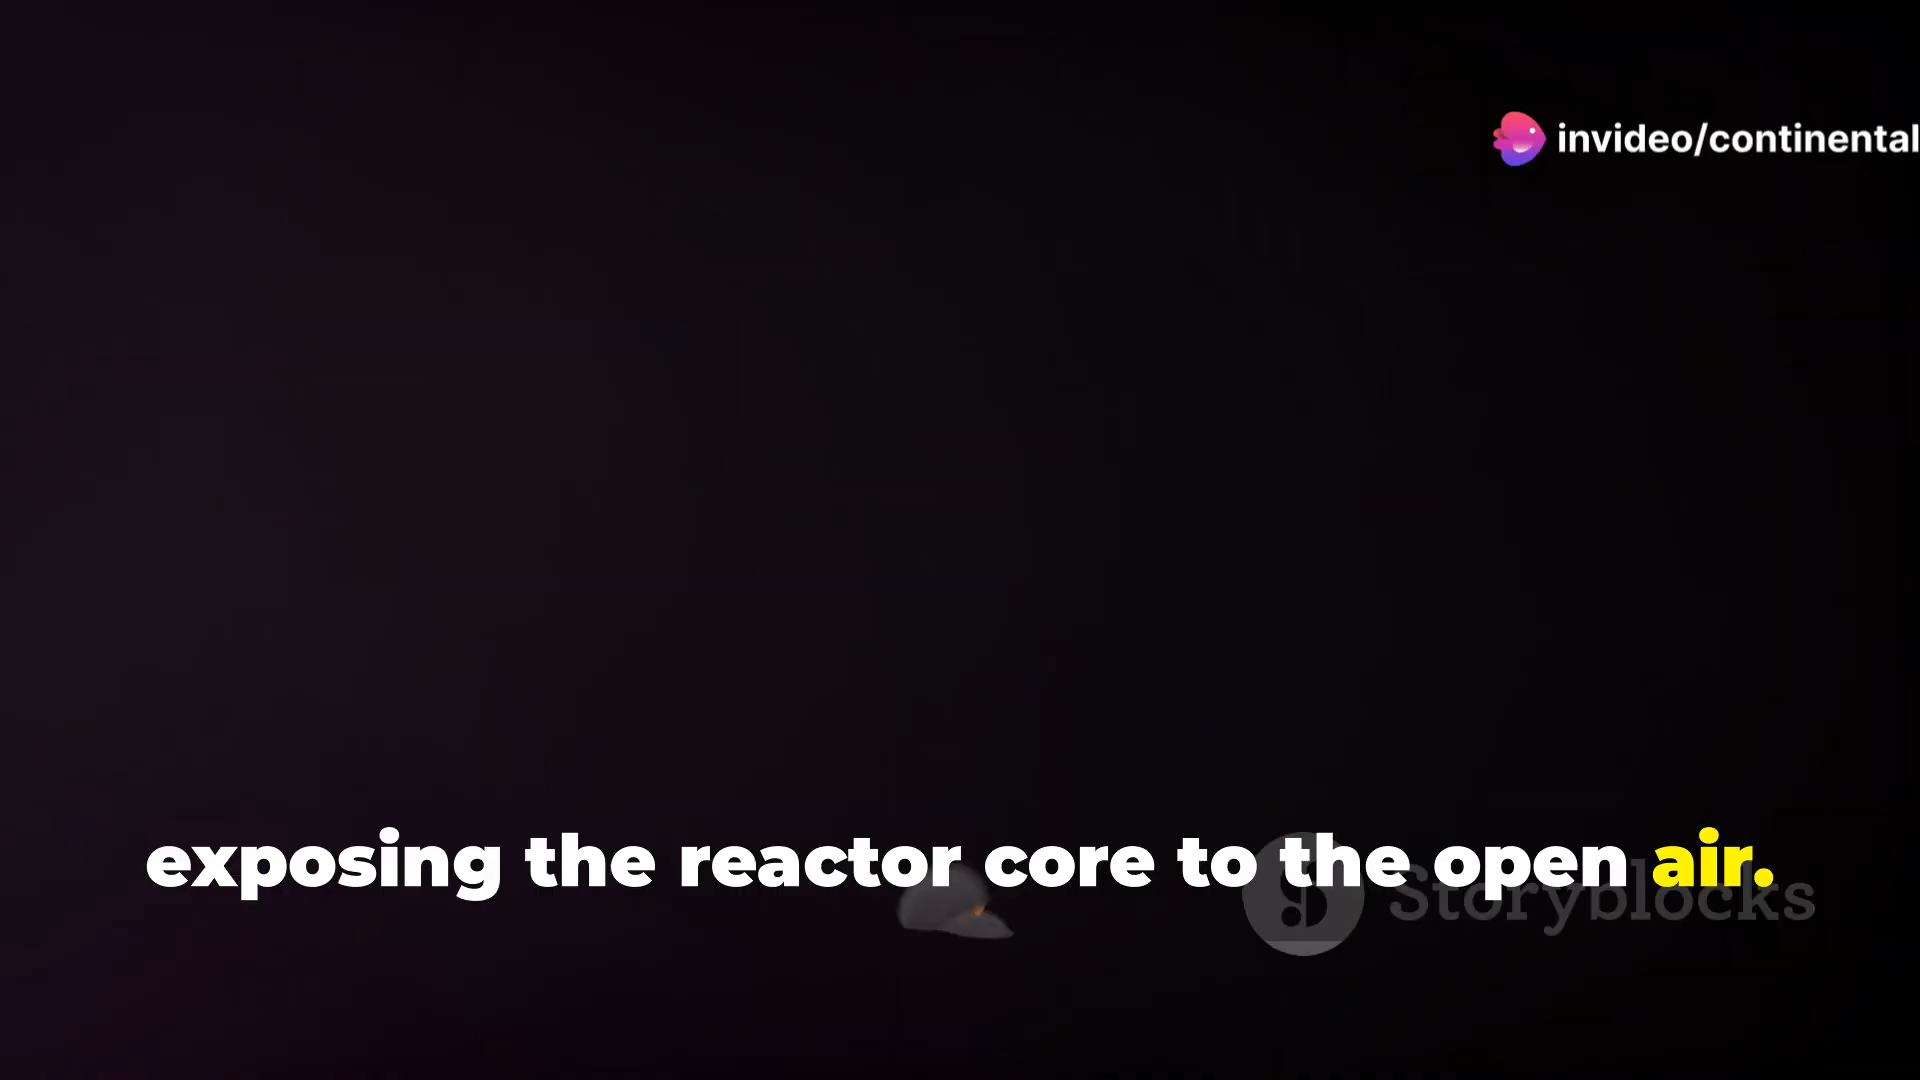 invideo/continental
exposing the reactor core to the open air.
Storyblocks